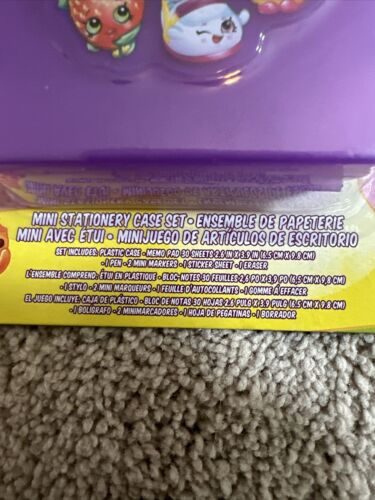 MINI STATIONERY CASE SET • ENSEMBLE DE PAPETERIE
MINI AVEC ÉTUI • MINIJUEGO DE ARTÍCULOS DE ESCRITORIO
SET INCLUDES: PLASTIC CASE - MEMO PAD 30 SHEETS 2.6 IN X 3.9 IN (6.5 CM X 9.8 CM)
- 1 PEN - 2 MINI MARKERS - 1 STICKER SHEET - 1 ERASER
L'ENSEMBLE COMPREND: ÉTUI EN PLASTIQUE - BLOC-NOTES 30 FEUILLES 2.6 PO X 3.9 PO (6,5 CM X 9,8 CM)
- 1 STYLO - 2 MINI MARQUEURS - 1 FEUILLE D'AUTOCOLLANTS - 1 GOMME À EFFACER
EL JUEGO INCLUYE: CAJA DE PLÁSTICO - BLOC DE NOTAS 30 HOJAS 2.6 PULG X 3.9 PULG (6.5 CM X 9.8 CM)
- 1 BOLÍGRAFO - 2 MINIMARCADORES - 1 HOJA DE PEGATINAS - 1 BORRADOR